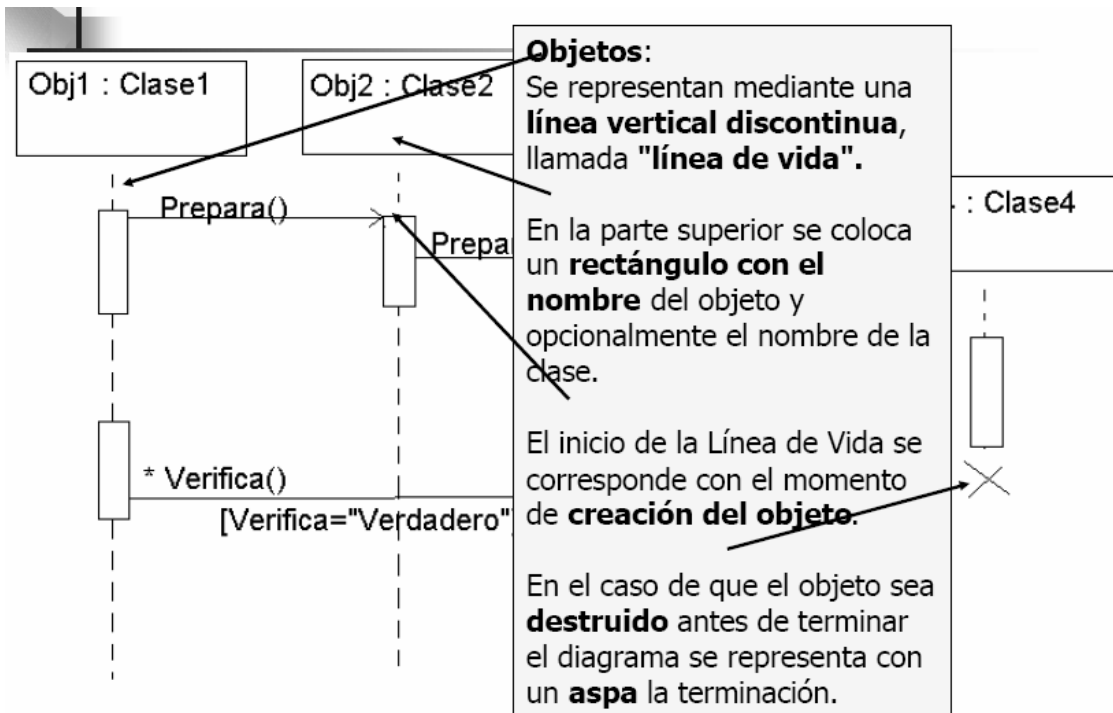 Obj1 : Clase1
Obj2 : Clase2
: Clase4
Prepara()
Prepa
* Verifica()
[Verifica="Verdadero"
Objetos:
Se representan mediante una
línea vertical discontinua,
llamada "línea de vida".
En la parte superior se coloca
un rectángulo con el
nombre del objeto y
opcionalmente el nombre de la
clase.
El inicio de la Línea de Vida se
corresponde con el momento
de creación del objeto.
En el caso de que el objeto sea
destruido antes de terminar
el diagrama se representa con
un aspa la terminación.